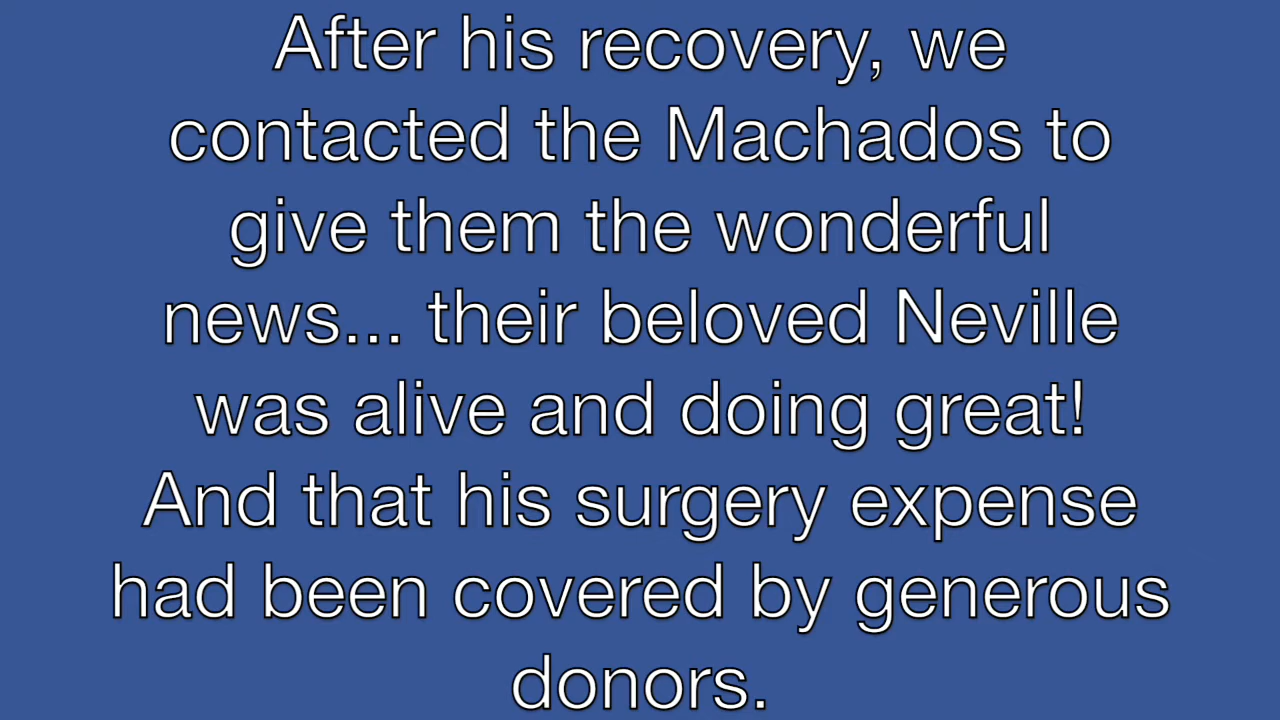 After his recovery, we
contacted the Machados to
give them the wonderful
news... their beloved Neville
was alive and doing great!
And that his surgery expense
had been covered by generous
donors.